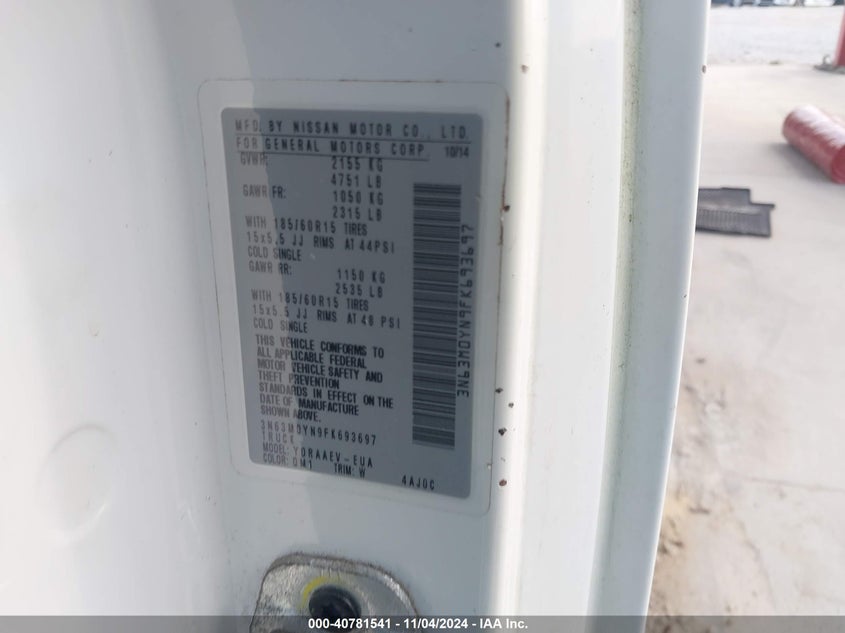 MFD. BY NISSAN MOTOR CO., LTD.
FOR GENERAL MOTORS CORP. 10/14
GVWR: 2155 KG
4751 LB
GAWR FR: 1050 KG
2315 LB
WITH 185/60R15 TIRES
15x5.5 JJ RIMS AT 44PSI
COLD SINGLE
GAWR RR: 1150 KG
2535 LB
WITH 185/60R15 TIRES
15x5.5 JJ RIMS AT 48 PSI
COLD SINGLE
THIS VEHICLE CONFORMS TO
ALL APPLICABLE FEDERAL
MOTOR VEHICLE SAFETY AND
THEFT PREVENTION
STANDARDS IN EFFECT ON THE
DATE OF MANUFACTURE
SHOWN ABOVE.
3N63M0YN9FK693697
TRUCK
MODEL: YDRAAEV-EUA
COLOR: QM1 TRIM: W
4AJ0C
3N63M0YN9FK693697
000-40781541 - 11/04/2024 - IAA Inc.